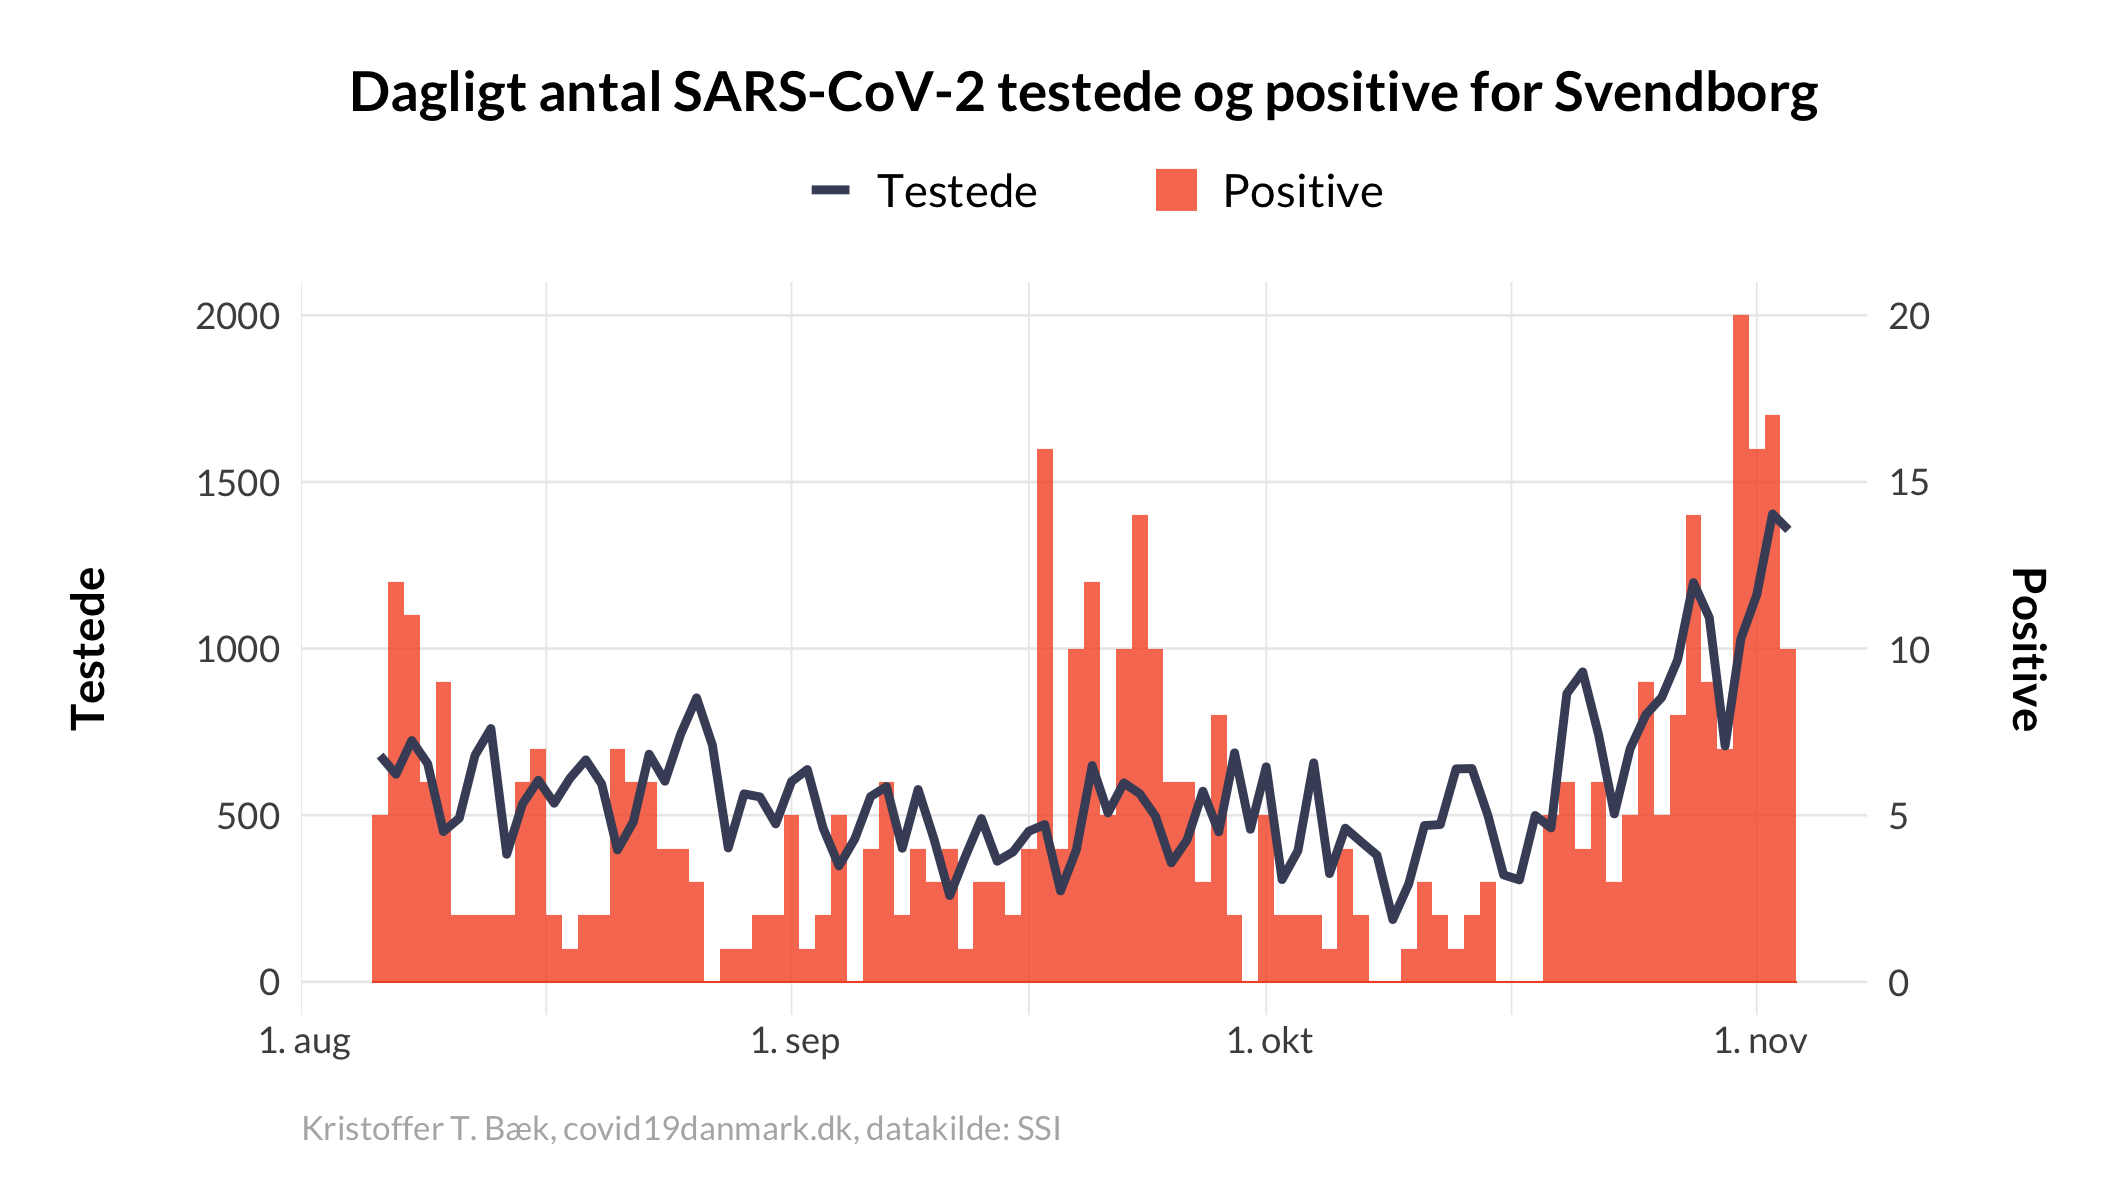 Dagligt antal SARS-CoV-2 testede og positive for Svendborg
Testede
Positive
2000
1500
1000
500
0
Testede
20
15
10
5
0
Positive
1. aug
1. sep
1. okt
1. nov
Kristoffer T. Bæk, covid19danmark.dk, datakilde: SSI